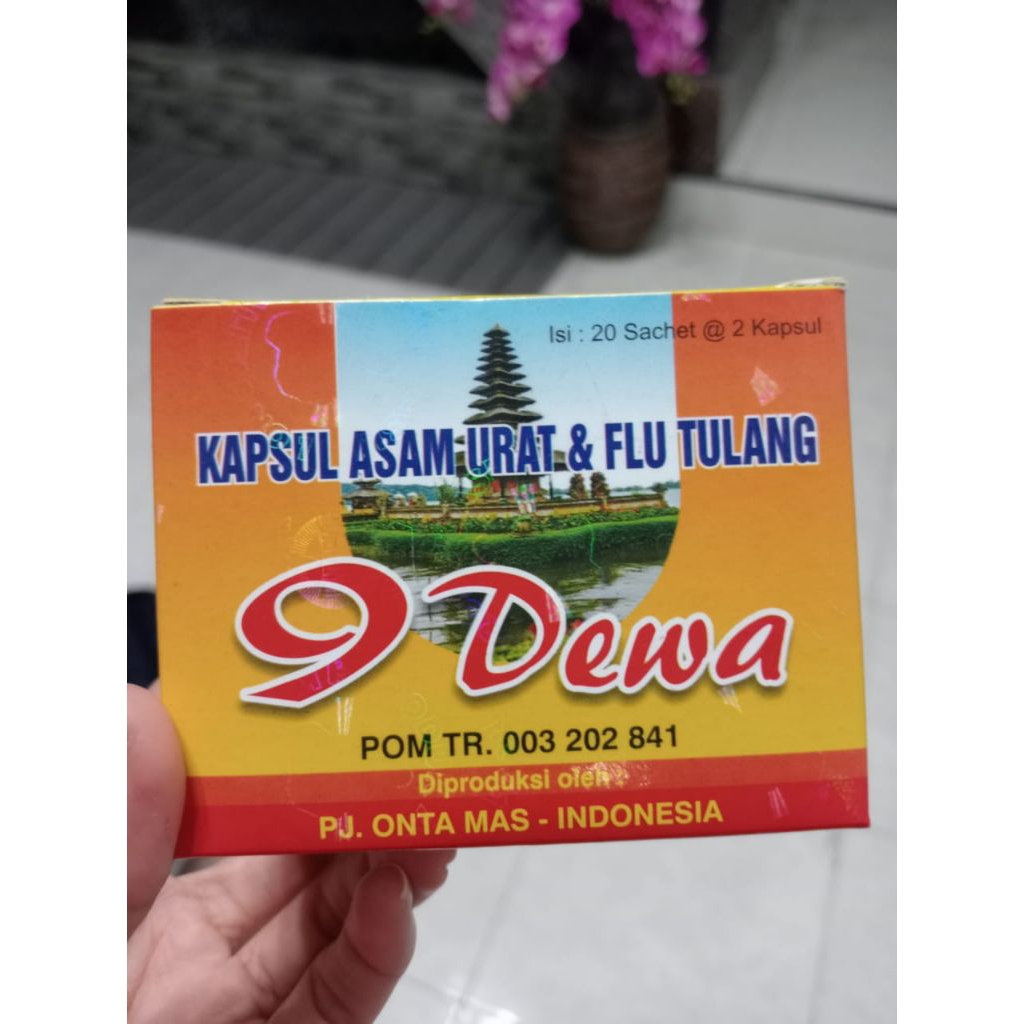 Isi : 20 Sachet @ 2 Kapsul
KAPSUL ASAM URAT & FLU TULANG
9 Dewa
POM TR. 003 202 841
Diproduksi oleh :
PJ. ONTA MAS - INDONESIA